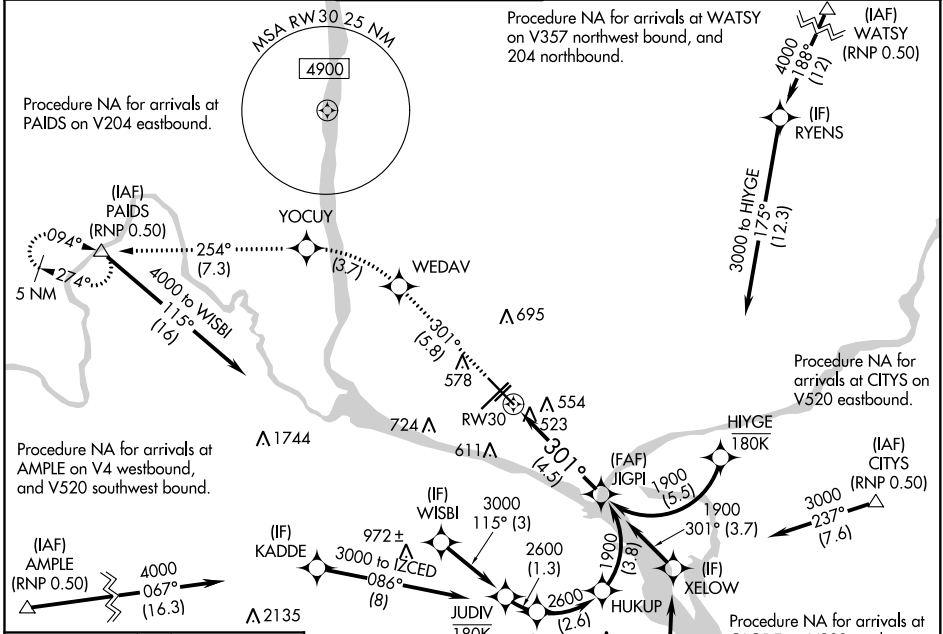 MSA RW30 25 NM
4900
Procedure NA for arrivals at WATSY
on V357 northwest bound, and
204 northbound.
(IAF)
WATSY
(RNP 0.50)
4000
188°
(12)
(IF)
RYENS
3000 to HIYGE
175°
(12.3)
Procedure NA for arrivals at
PAIDS on V204 eastbound.
(IAF)
PAIDS
(RNP 0.50)
094°
274°
5 NM
254°
(7.3)
YOCUY
(3.7)
WEDAV
4000 to WISBI
115°
(16)
301°
(5.8)
695
578
RW30
554
523
724
611
1744
301°
(4.5)
Procedure NA for
arrivals at CITYS on
V520 eastbound.
HIYGE
180K
(FAF)
JIGPI
1900
(5.5)
(IAF)
CITYS
(RNP 0.50)
3000
237°
(7.6)
Procedure NA for arrivals at
AMPLE on V4 westbound,
and V520 southwest bound.
(IF)
WISBI
3000
115° (3)
1900
301° (3.7)
(IF)
KADDE
972 ±
3000 to IZCED
086°
(8)
2600
(1.3)
1900
(3.8)
(IF)
XELOW
(IAF)
AMPLE
(RNP 0.50)
4000
067°
(16.3)
2135
JUDIV
180K
2600
(2.6)
HUKUP
Procedure NA for arrivals at